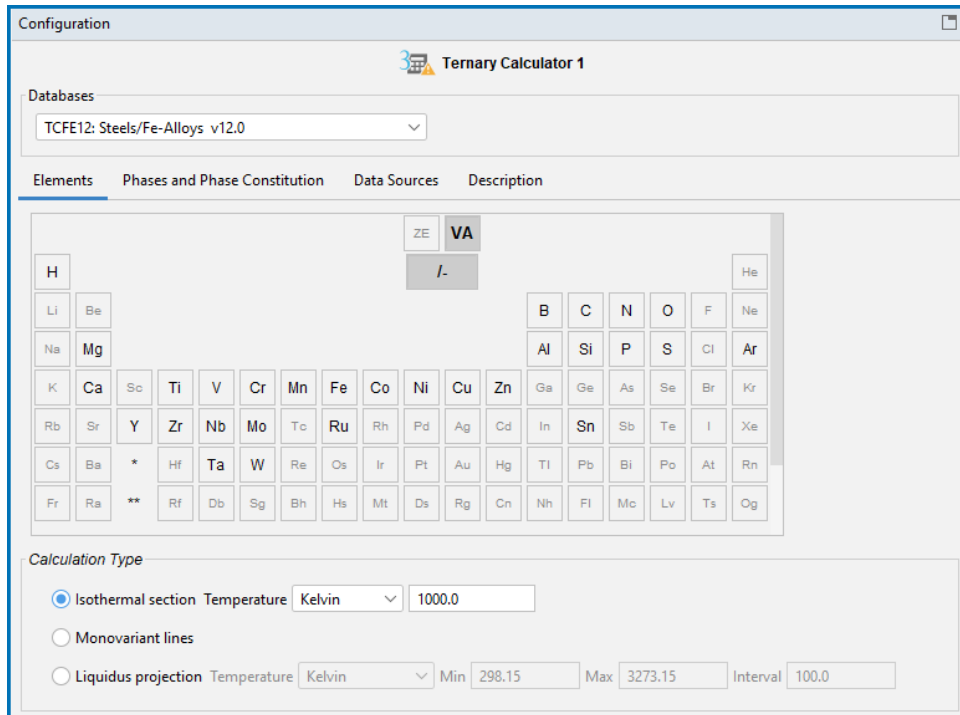 Configuration
3 Ternary Calculator 1
Databases
TCFE12: Steels/Fe-Alloys v12.0
Elements Phases and Phase Constitution Data Sources Description
ZE VA
H /- He
Li Be B C N O F Ne
Na Mg Al Si P S Cl Ar
K Ca Sc Ti V Cr Mn Fe Co Ni Cu Zn Ga Ge As Se Br Kr
Rb Sr Y Zr Nb Mo Tc Ru Rh Pd Ag Cd In Sn Sb Te I Xe
Cs Ba * Hf Ta W Re Os Ir Pt Au Hg Tl Pb Bi Po At Rn
Fr Ra ** Rf Db Sg Bh Hs Mt Ds Rg Cn Nh Fl Mc Lv Ts Og
Calculation Type
Isothermal section Temperature Kelvin 1000.0
Monovariant lines
Liquidus projection Temperature Kelvin Min 298.15 Max 3273.15 Interval 100.0